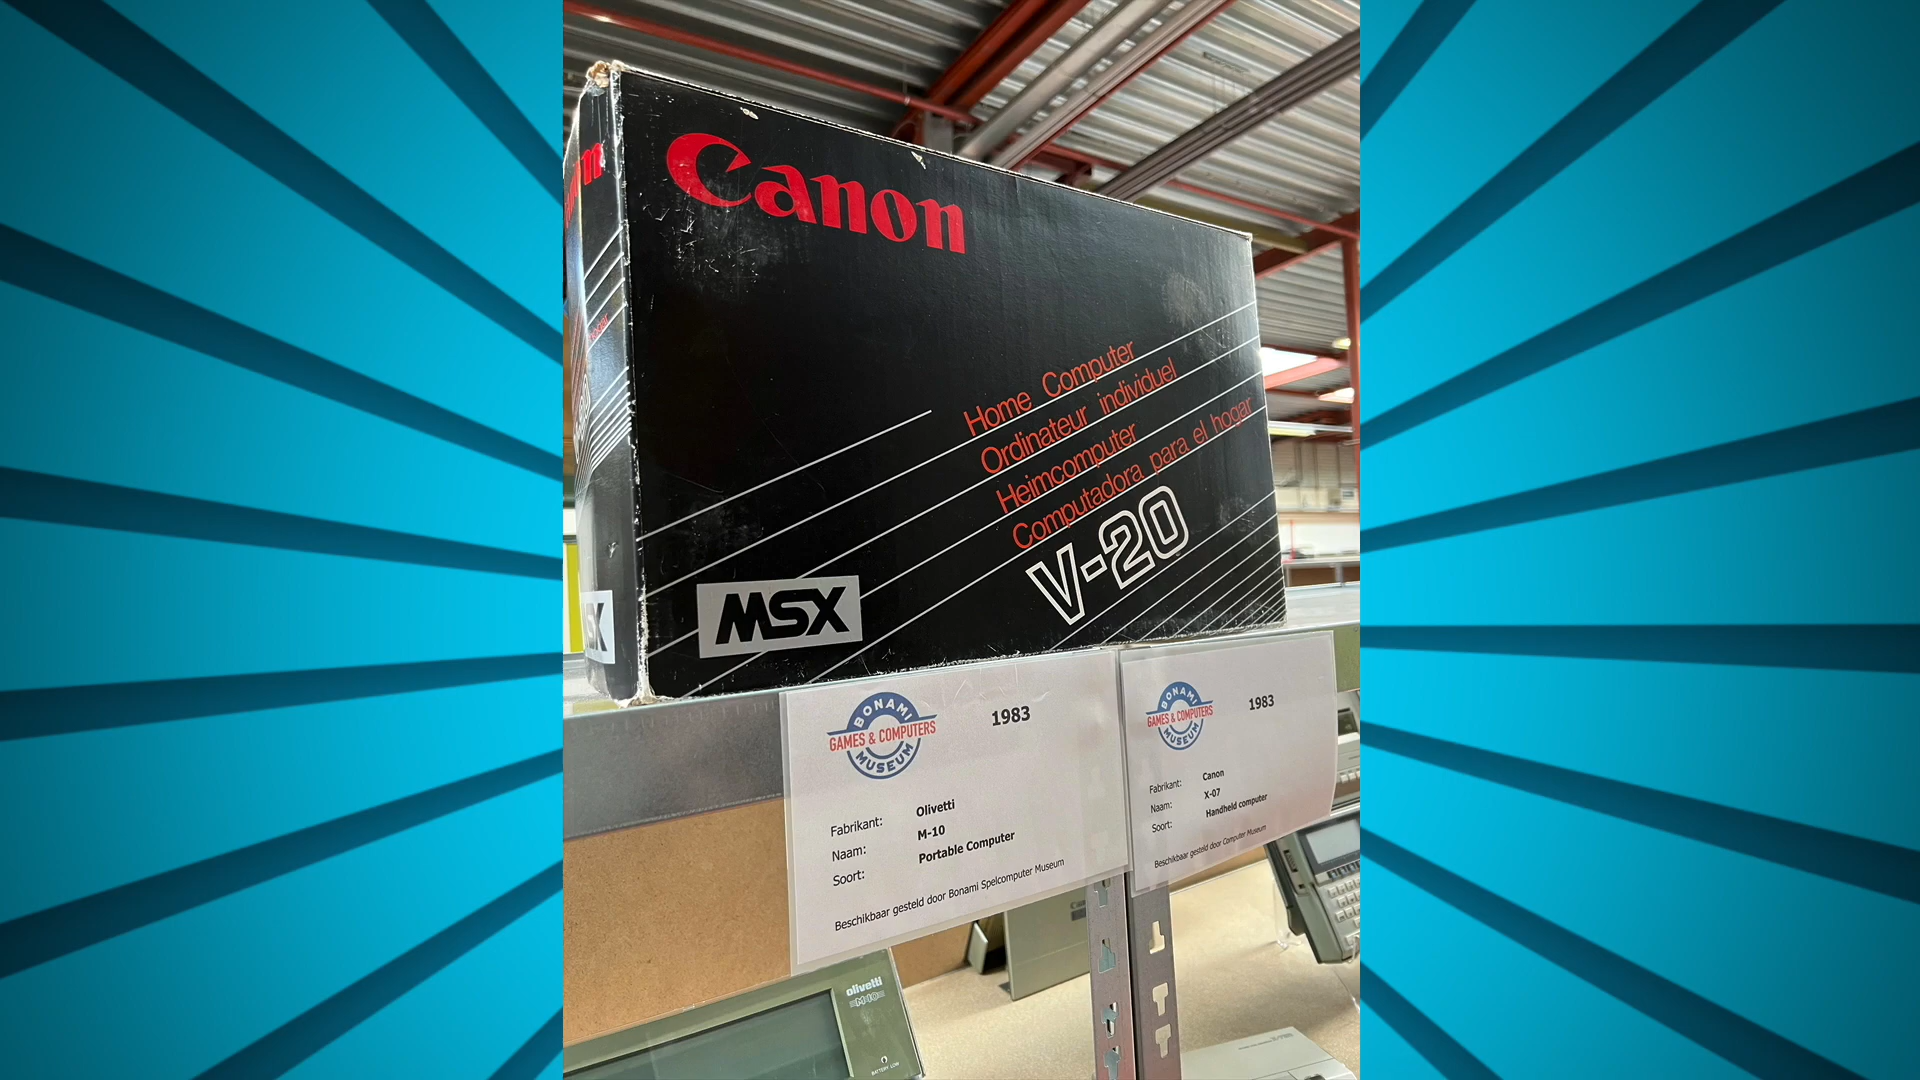 Canon
Home Computer
Ordinateur individuel
Heimcomputer
Computadora para el hogar
V-20
MSX
BONAMI
GAMES & COMPUTERS
MUSEUM
1983
Fabrikant: Olivetti
Naam: M-10
Soort: Portable Computer
Beschikbaar gesteld door Bonami Spelcomputer Museum
BONAMI
GAMES & COMPUTERS
MUSEUM
1983
Fabrikant: Canon
Naam: X-07
Soort: Handheld computer
Beschikbaar gesteld door Computer Museum
olivetti
M-10
BATTERY LOW